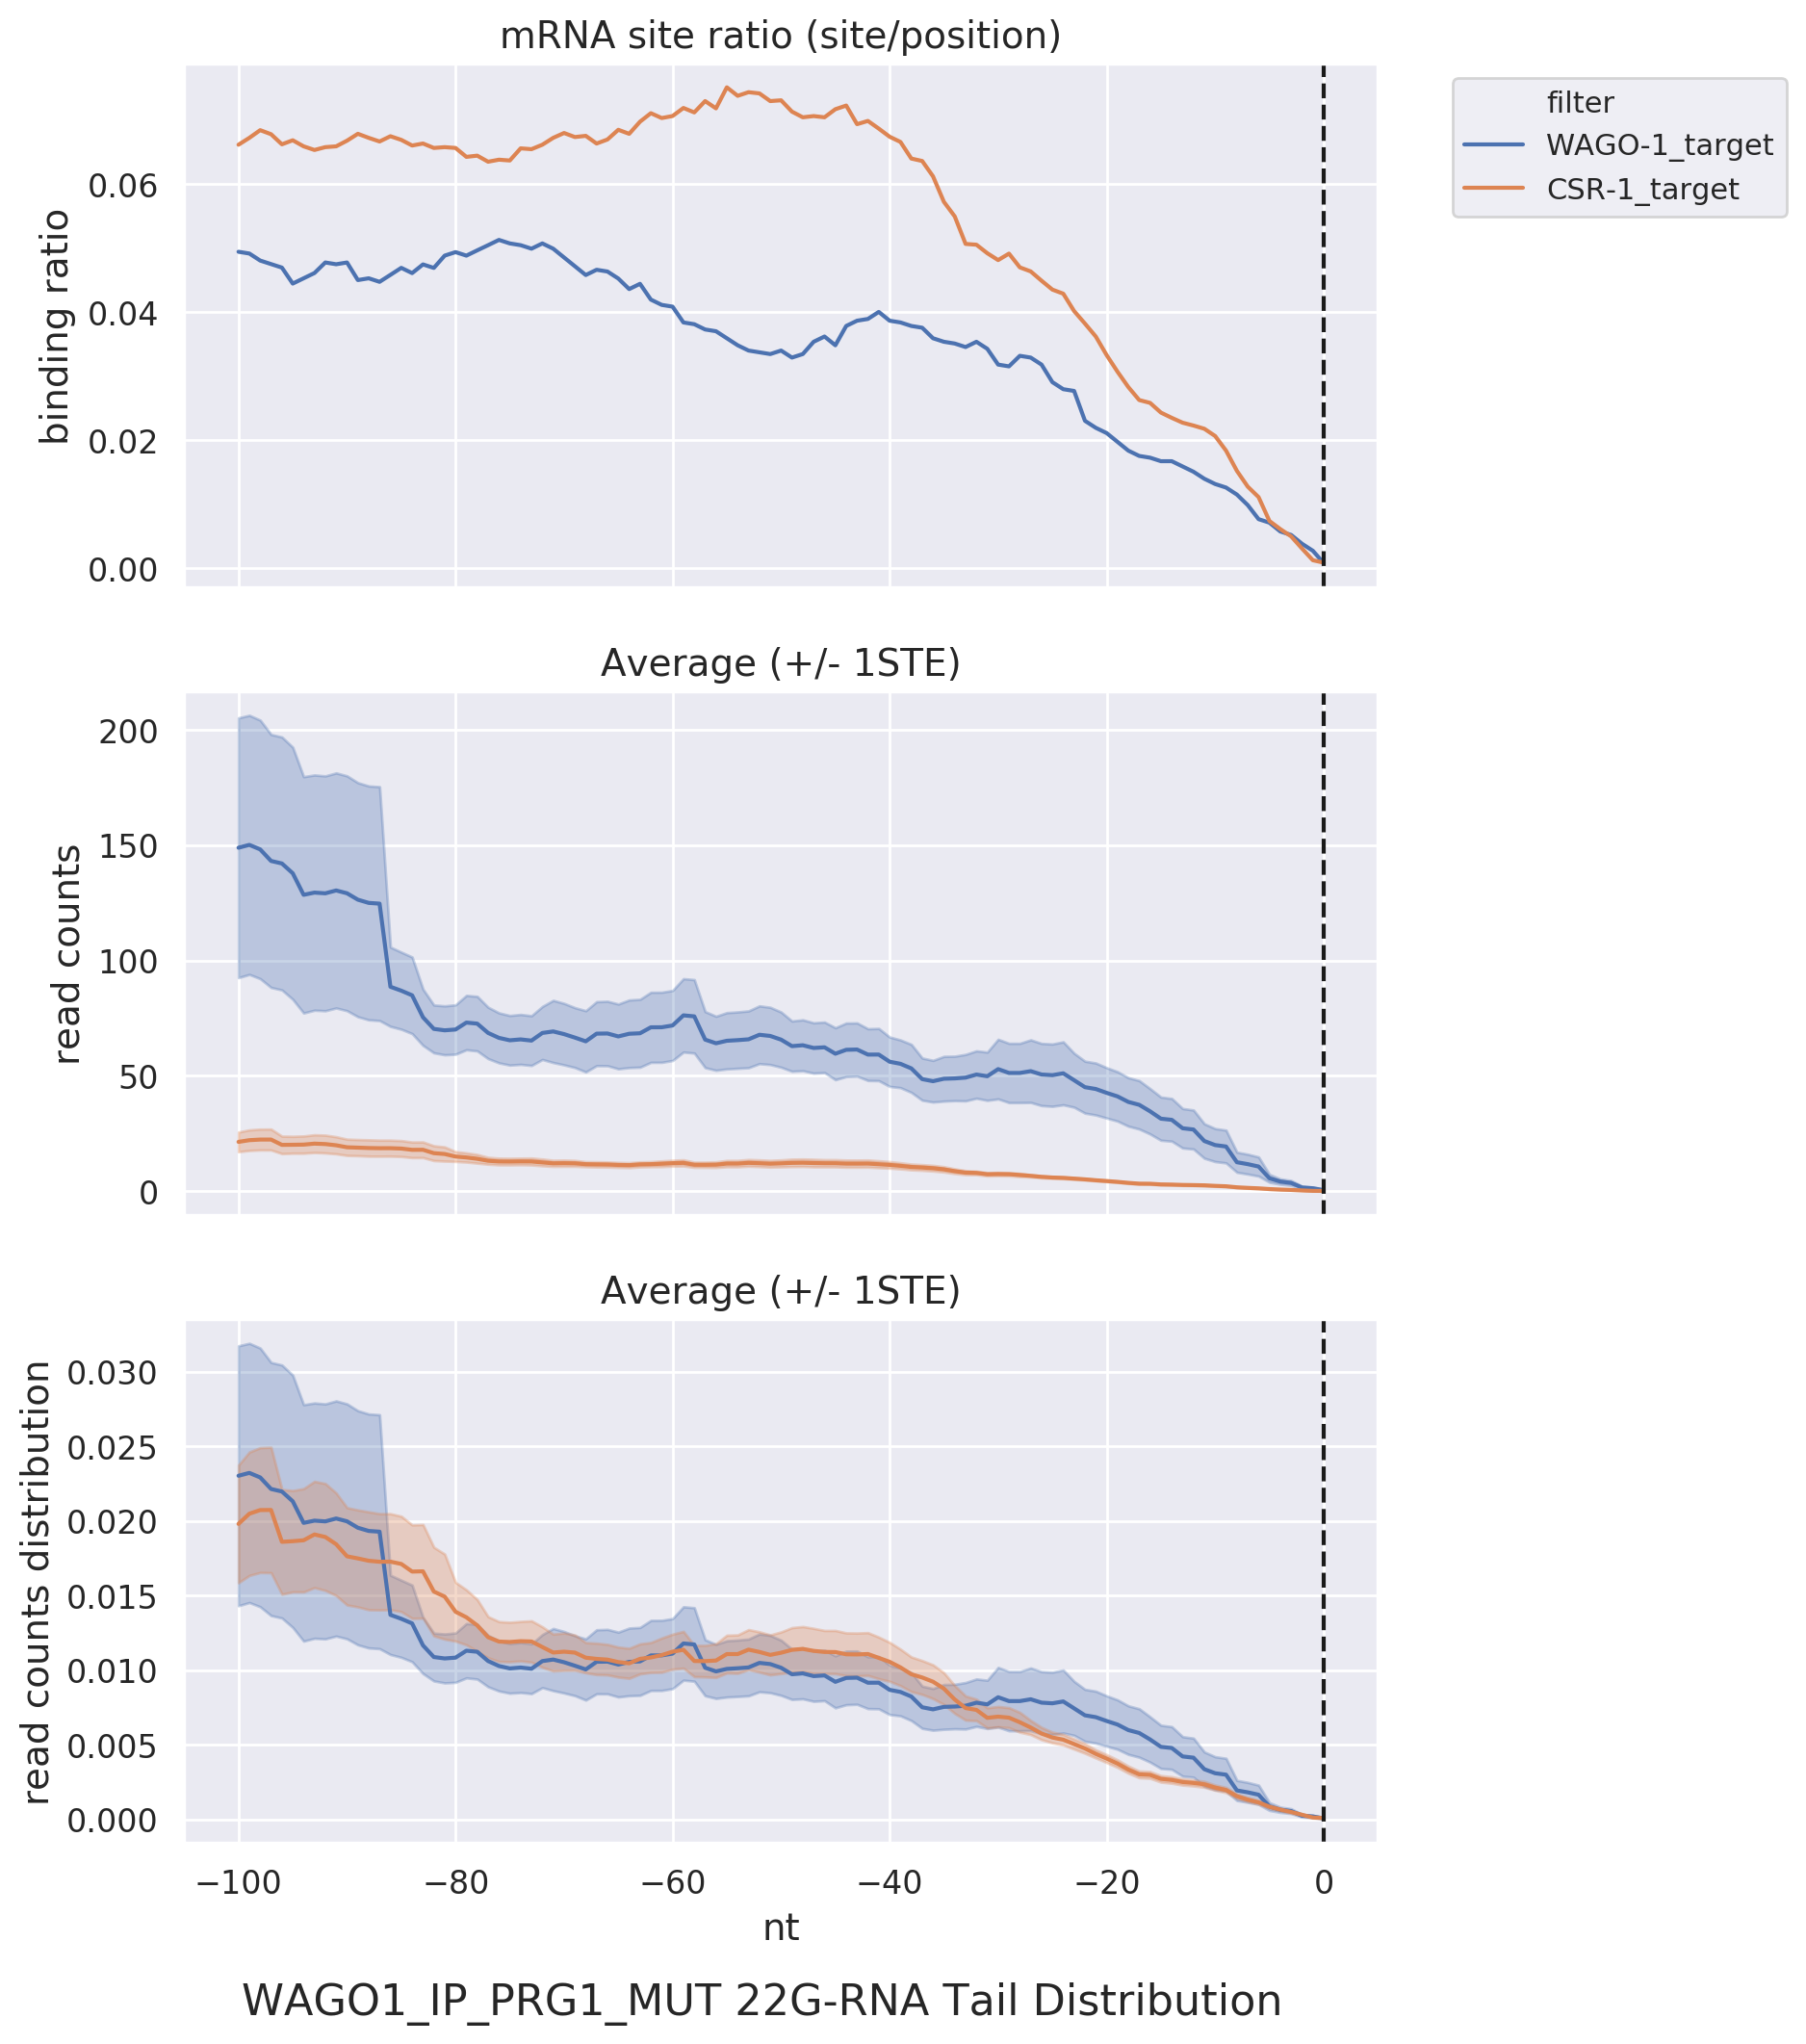 mRNA site ratio (site/position)
filter
WAGO-1_target
CSR-1_target
binding ratio
0.06
0.04
0.02
0.00
Average (+/- 1STE)
read counts
200
150
100
50
0
Average (+/- 1STE)
read counts distribution
0.030
0.025
0.020
0.015
0.010
0.005
0.000
−100 −80 −60 −40 −20 0
nt
WAGO1_IP_PRG1_MUT 22G-RNA Tail Distribution